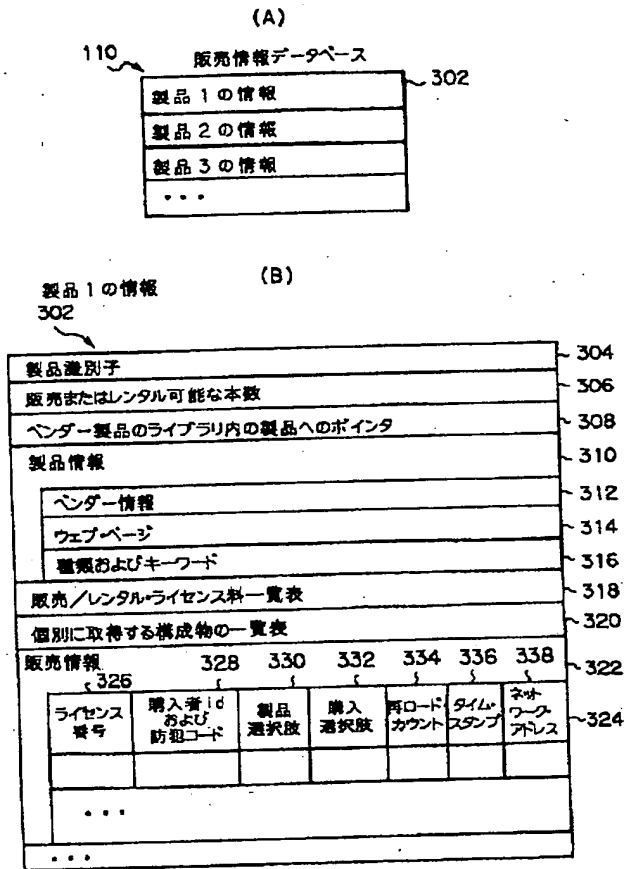 (A)
110
販売情報データベース
製品1の情報
302
製品2の情報
製品3の情報
・・・
(B)
製品1の情報
302
製品識別子
304
販売またはレンタル可能な本数
306
ベンダー製品のライブラリ内の製品へのポインタ
308
製品情報
310
ベンダー情報
312
ウェブ・ページ
314
種類およびキーワード
316
販売/レンタル・ライセンス料一覧表
318
個別に取得する構成物の一覧表
320
販売情報
322
326 328 330 332 334 336 338
ライセンス
番号
購入者id
および
防犯コード
製品
選択肢
購入
選択肢
再ロード・
カウント
タイム・
スタンプ
ネット
ワーク・
アドレス
324
・・・
・・・